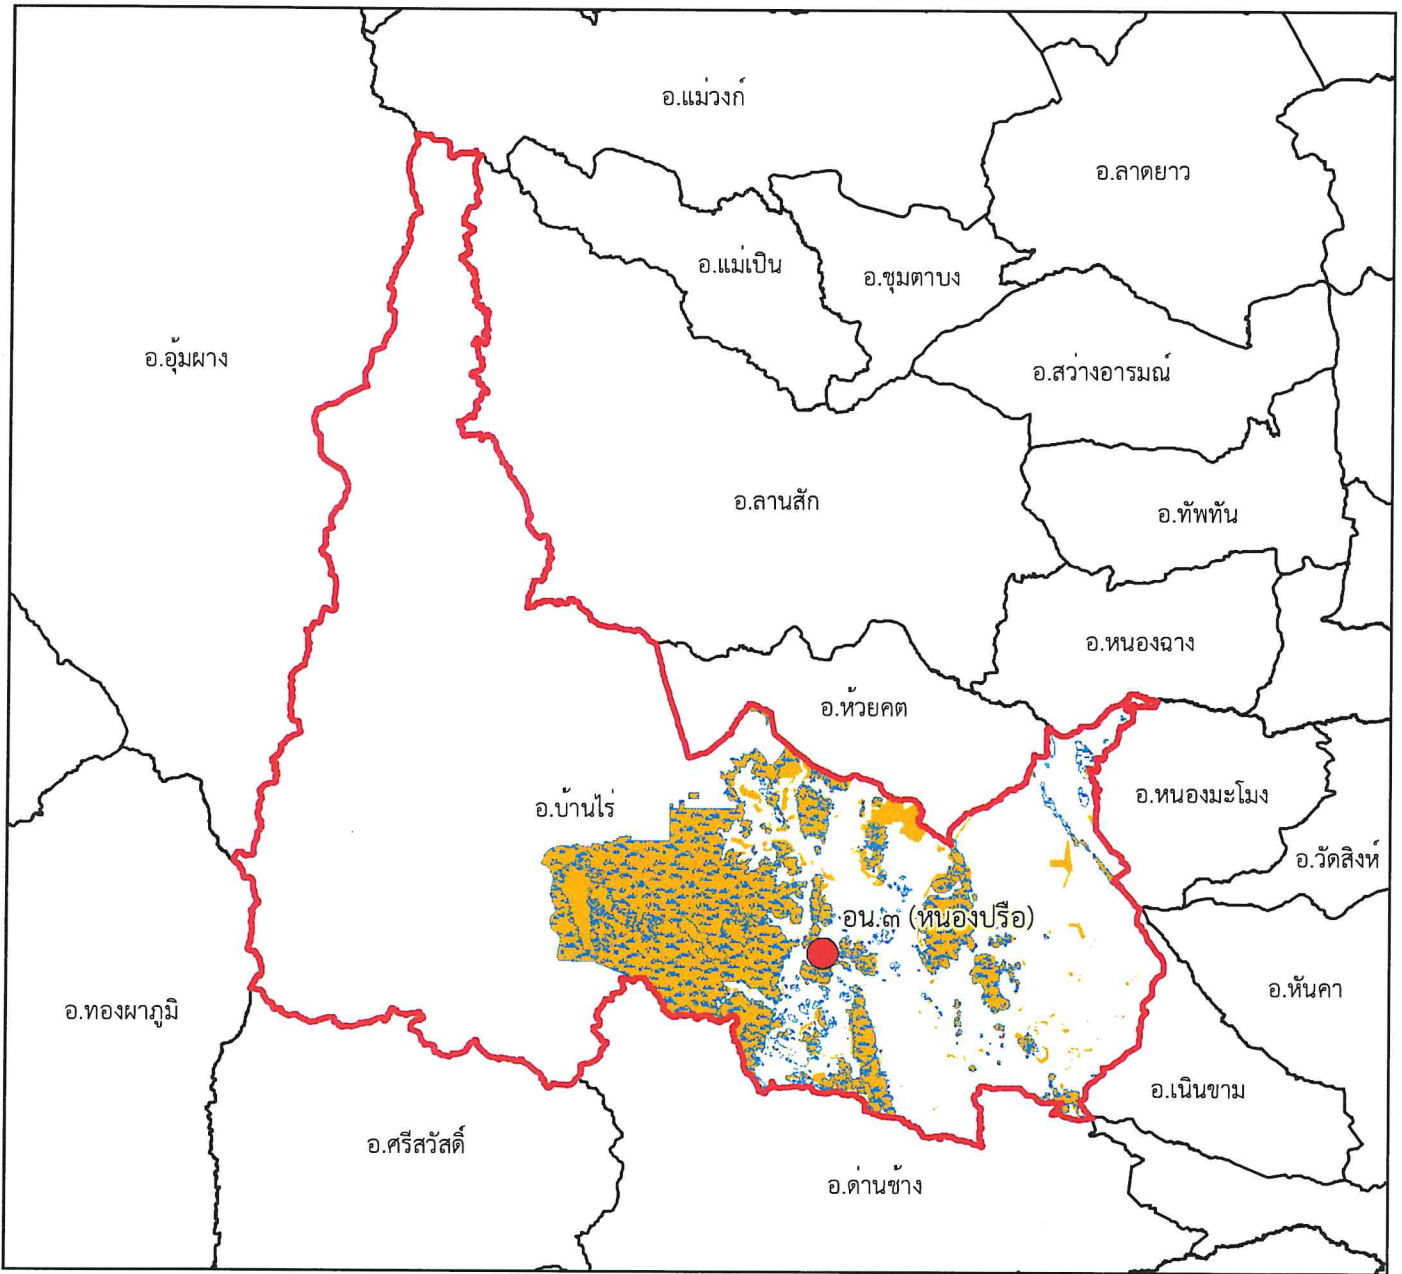 อ.แม่วงก์
อ.ลาดยาว
อ.แม่เปิน
อ.ชุมตาบง
อ.อุ้มผาง
อ.สว่างอารมณ์
อ.ลานสัก
อ.ทัพทัน
อ.หนองฉาง
อ.ห้วยคต
อ.บ้านไร่
อ.หนองมะโมง
อ.วัดสิงห์
อน.๓ (หนองปรือ)
อ.หันคา
อ.ทองผาภูมิ
อ.เนินขาม
อ.ศรีสวัสดิ์
อ.ด่านช้าง